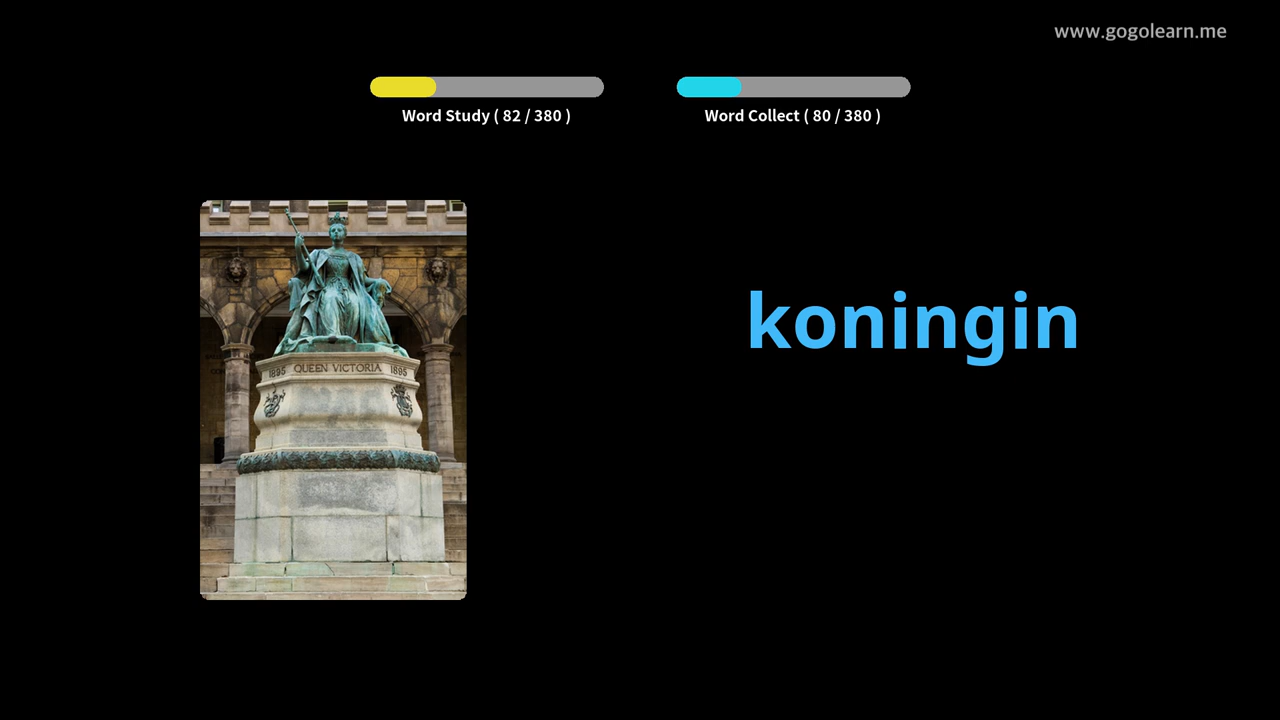 www.gogolearn.me
Word Study ( 82 / 380 )
Word Collect ( 80 / 380 )
koningin
1895 QUEEN VICTORIA 1895